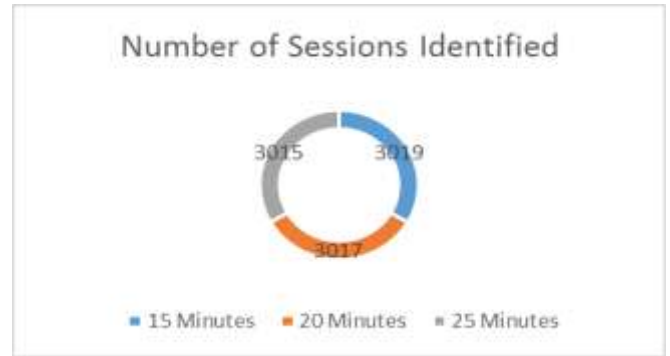 Number of Sessions Identified
3015 3019
3017
15 Minutes 20 Minutes 25 Minutes